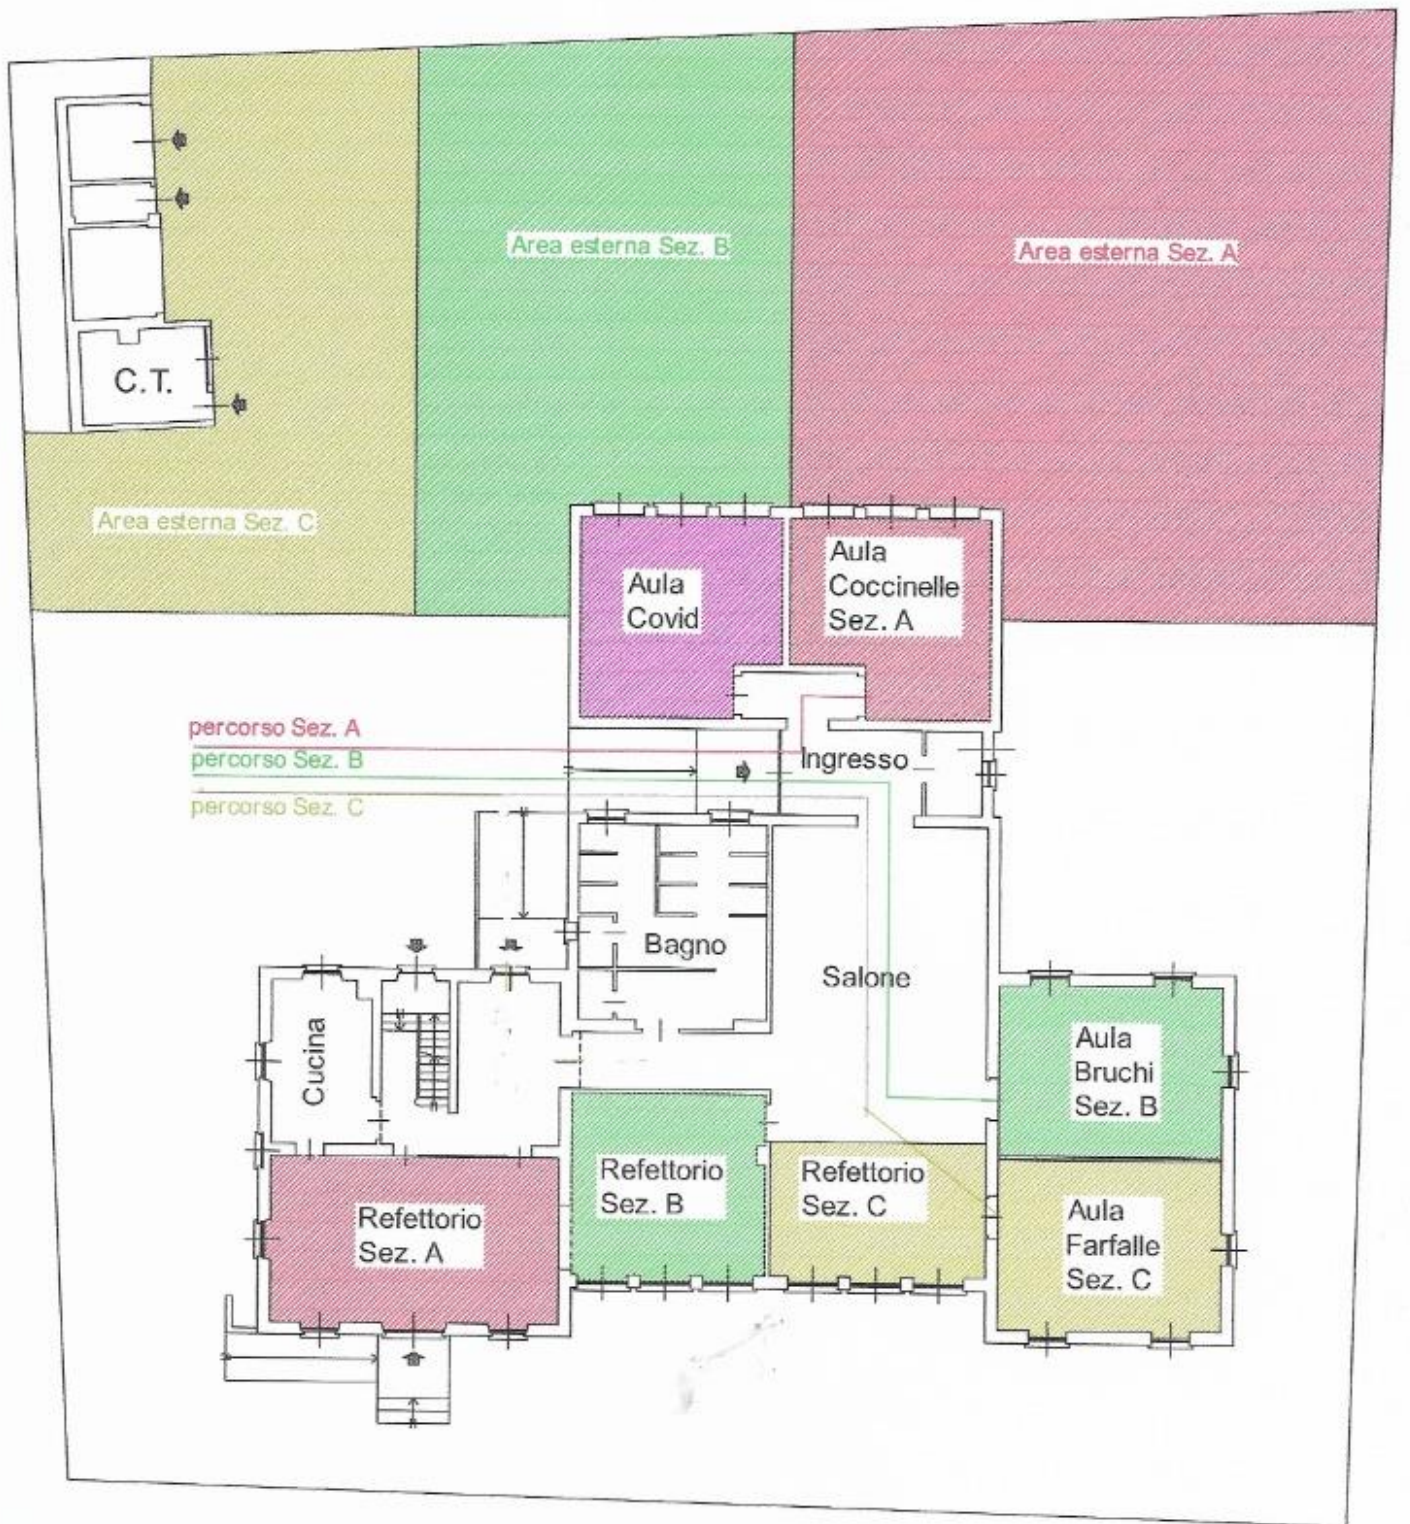 Area esterna Sez. B
Area esterna Sez. A
C.T.
Area esterna Sez. C
Aula
Covid
Aula
Coccinelle
Sez. A
percorso Sez. A
percorso Sez. B
percorso Sez. C
Ingresso
Bagno
Salone
Cucina
Aula
Bruchi
Sez. B
Refettorio
Sez. A
Refettorio
Sez. B
Refettorio
Sez. C
Aula
Farfalle
Sez. C